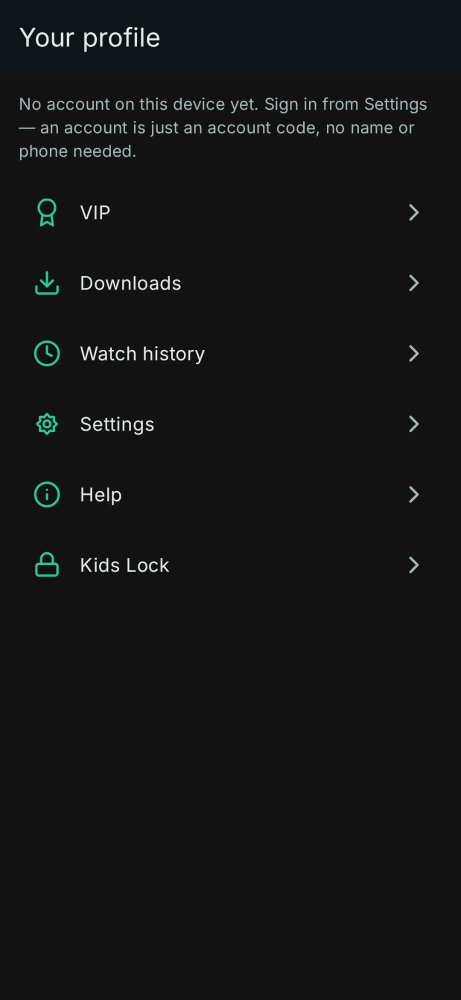 Your profile
No account on this device yet. Sign in from Settings
— an account is just an account code, no name or
phone needed.
VIP
Downloads
Watch history
Settings
Help
Kids Lock